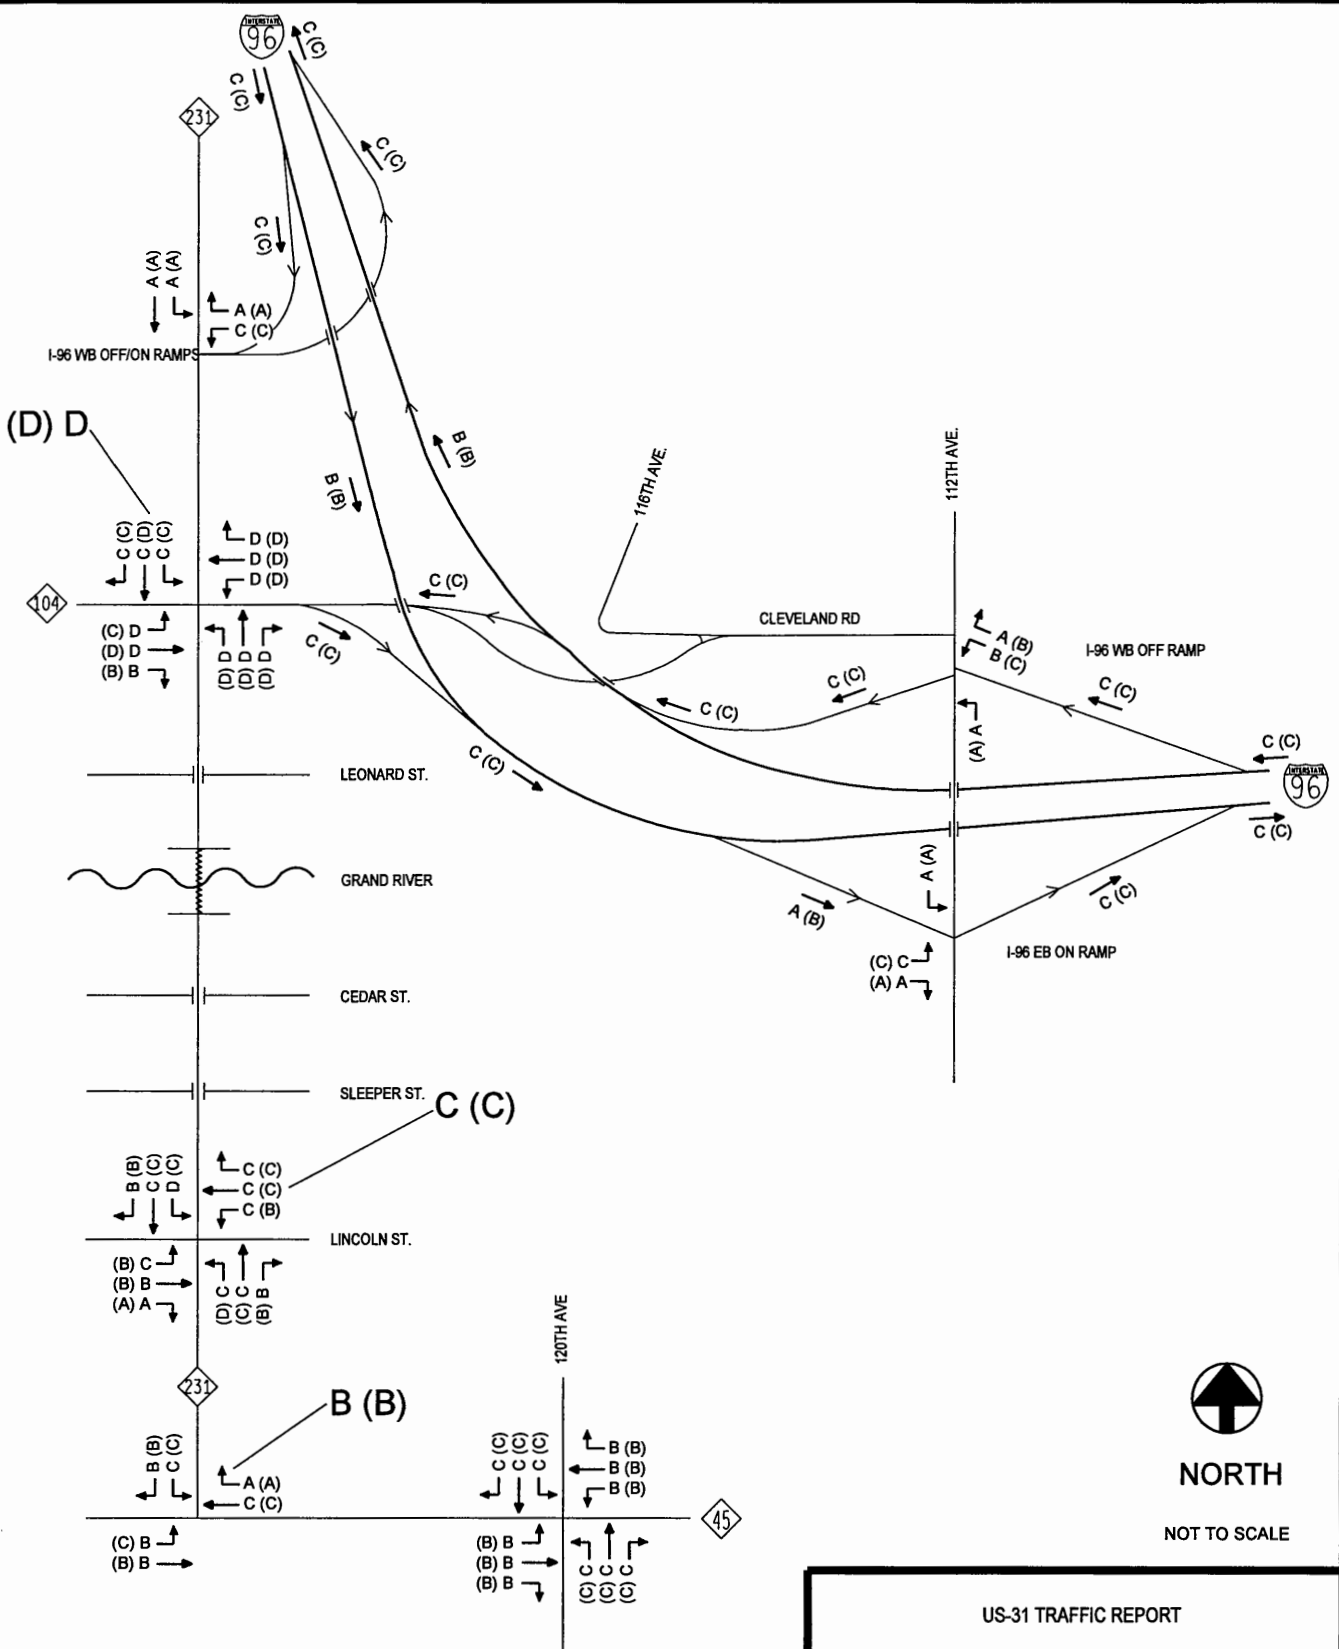 INTERSTATE
96
C (C)
C (C)
231
C (C)
C (C)
A (A)
A (A)
A (A)
C (C)
I-96 WB OFF/ON RAMPS
(D) D
B (B)
B (B)
116TH AVE.
112TH AVE.
C (C)
C (D)
C (C)
D (D)
D (D)
D (D)
104
C (C)
CLEVELAND RD
(C) D
(D) D
(B) B
(D) D
(D) D
(D) D
C (C)
A (B)
B (C)
I-96 WB OFF RAMP
C (C)
C (C)
C (C)
(A) A
C (C)
C (C)
LEONARD ST.
INTERSTATE
96
C (C)
GRAND RIVER
A (A)
A (B)
C (C)
(C) C
(A) A
I-96 EB ON RAMP
CEDAR ST.
SLEEPER ST.
C (C)
B (B)
C (C)
D (C)
C (C)
C (C)
C (B)
LINCOLN ST.
(B) C
(B) B
(A) A
(D) C
(C) C
(B) B
120TH AVE
231
B (B)
B (B)
C (C)
A (A)
C (C)
C (C)
C (C)
C (C)
B (B)
B (B)
B (B)
45
(C) B
(B) B
(B) B
(B) B
(B) B
(C) C
(C) C
(C) C
NORTH
NOT TO SCALE
US-31 TRAFFIC REPORT